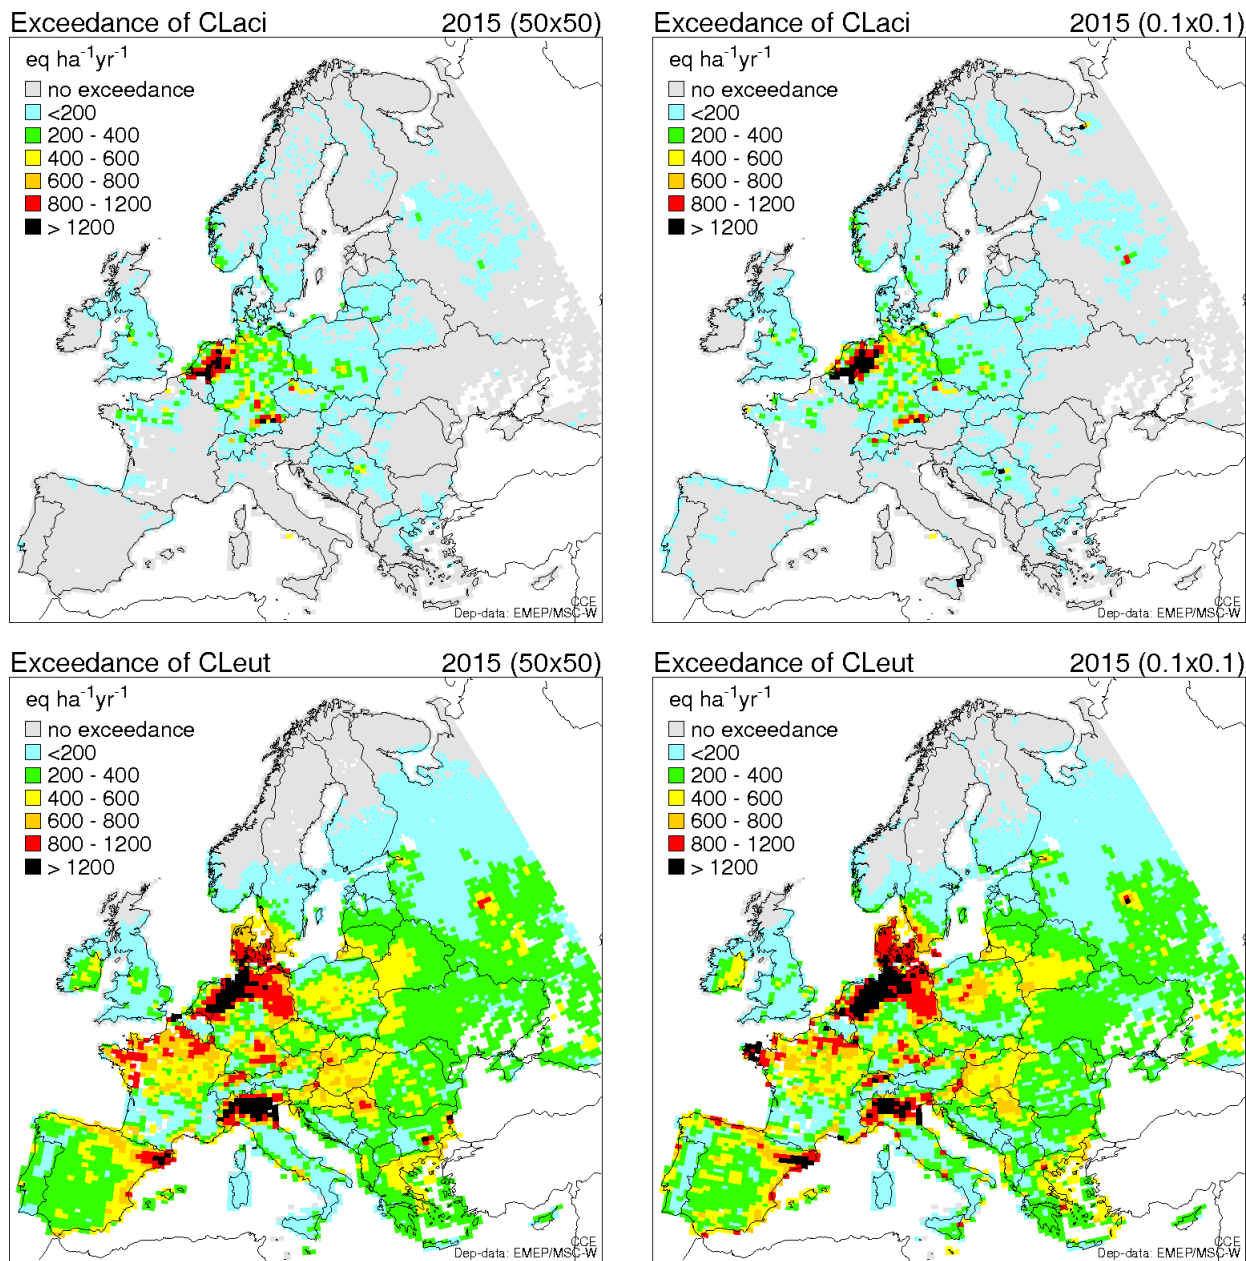 Exceedance of CLaci 2015 (50x50)
eq ha⁻¹yr⁻¹
no exceedance
<200
200 - 400
400 - 600
600 - 800
800 - 1200
> 1200
CCE
Dep-data: EMEP/MSC-W
Exceedance of CLaci 2015 (0.1x0.1)
eq ha⁻¹yr⁻¹
no exceedance
<200
200 - 400
400 - 600
600 - 800
800 - 1200
> 1200
CCE
Dep-data: EMEP/MSC-W
Exceedance of CLeut 2015 (50x50)
eq ha⁻¹yr⁻¹
no exceedance
<200
200 - 400
400 - 600
600 - 800
800 - 1200
> 1200
CCE
Dep-data: EMEP/MSC-W
Exceedance of CLeut 2015 (0.1x0.1)
eq ha⁻¹yr⁻¹
no exceedance
<200
200 - 400
400 - 600
600 - 800
800 - 1200
> 1200
CCE
Dep-data: EMEP/MSC-W